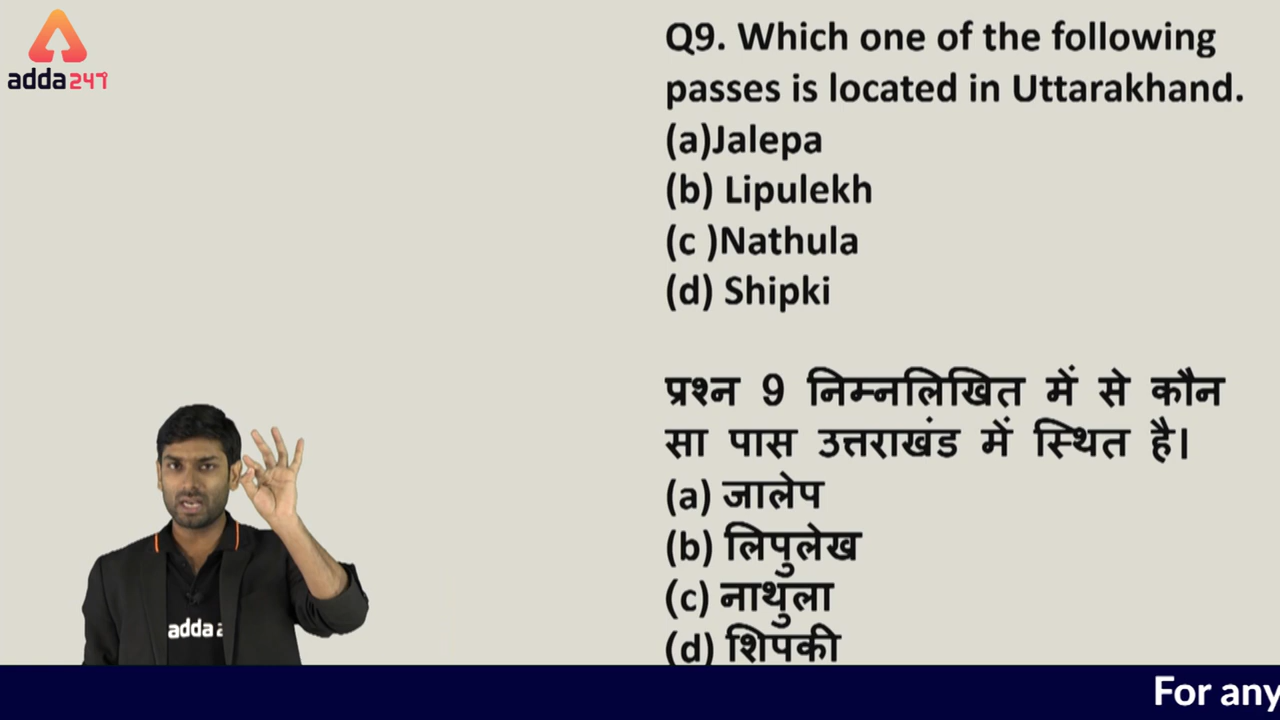 adda247
Q9. Which one of the following
passes is located in Uttarakhand.
(a)Jalepa
(b) Lipulekh
(c )Nathula
(d) Shipki
प्रश्न 9 निम्नलिखित में से कौन
सा पास उत्तराखंड में स्थित है।
(a) जालेप
(b) लिपुलेख
(c) नाथुला
(d) शिपकी
adda 2
For any